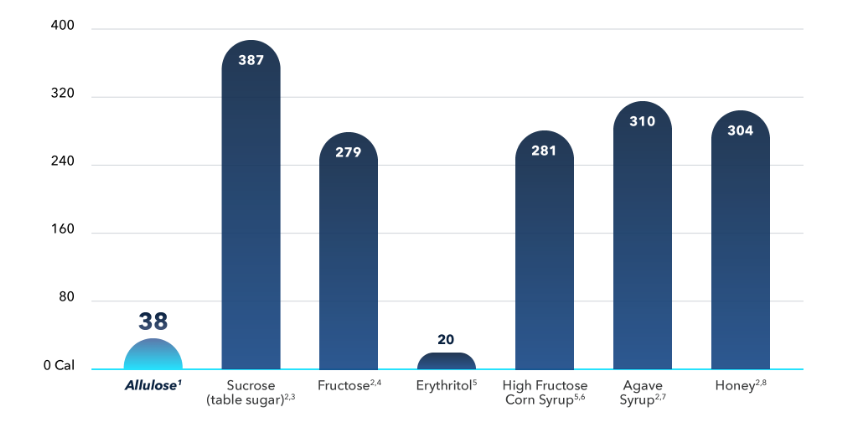 400
320
240
160
80
0 Cal
38
387
279
20
281
310
304
Allulose¹
Sucrose
(table sugar)²,³
Fructose²,⁴
Erythritol⁵
High Fructose
Corn Syrup⁵,⁶
Agave
Syrup²,⁷
Honey²,⁸